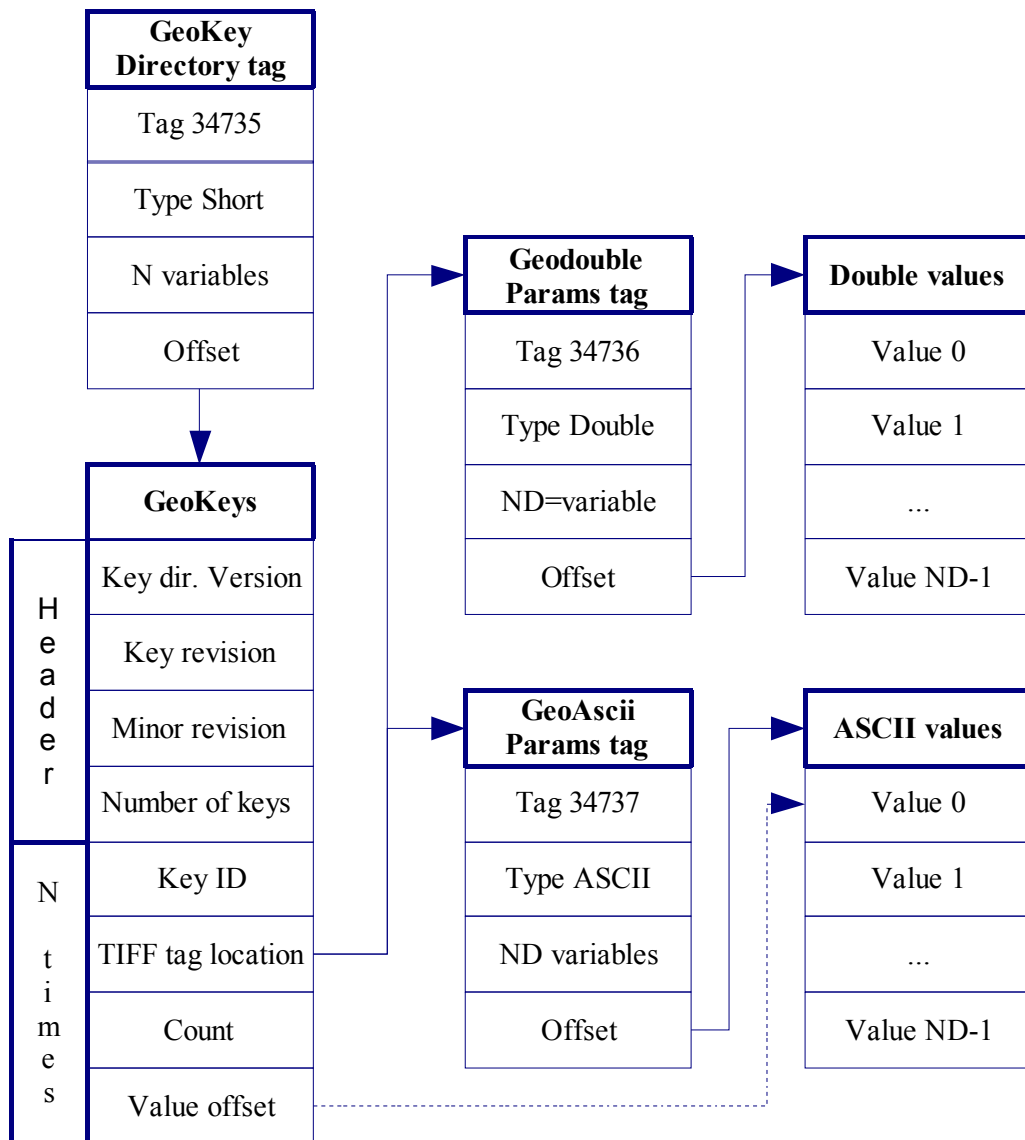 GeoKey
Directory tag
Tag 34735
Type Short
N variables
Offset
GeoKeys
Header
Key dir. Version
Key revision
Minor revision
Number of keys
N times
Key ID
TIFF tag location
Count
Value offset
Geodouble
Params tag
Tag 34736
Type Double
ND=variable
Offset
Double values
Value 0
Value 1
...
Value ND-1
GeoAscii
Params tag
Tag 34737
Type ASCII
ND variables
Offset
ASCII values
Value 0
Value 1
...
Value ND-1